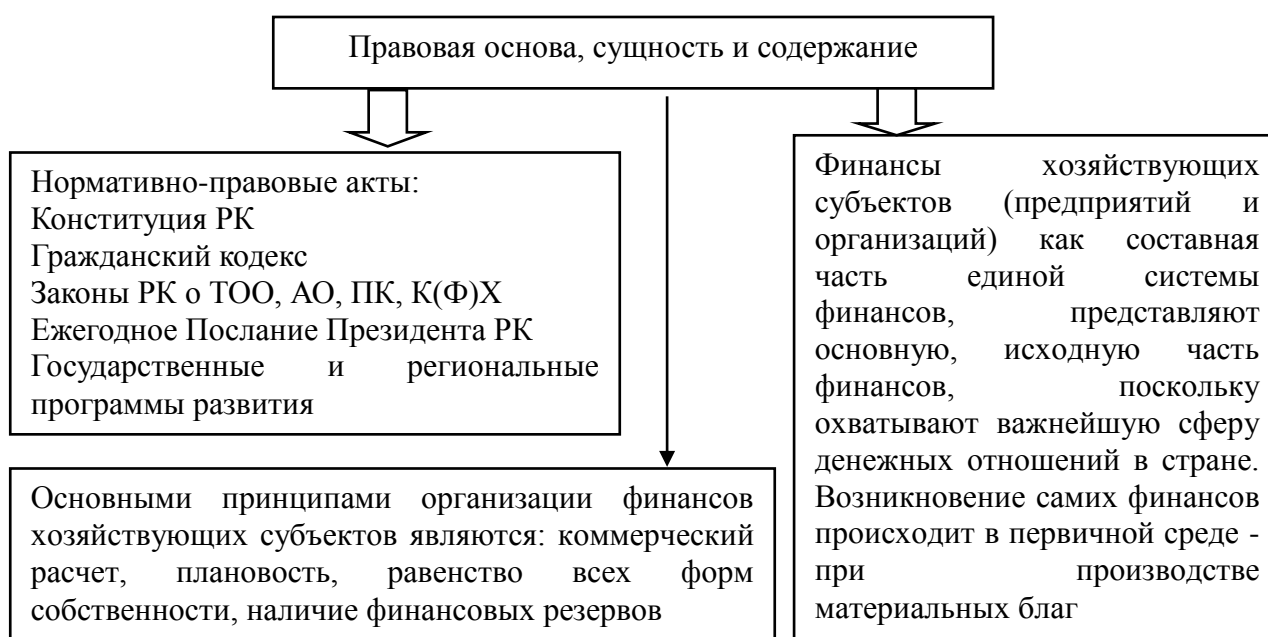 Правовая основа, сущность и содержание
Нормативно-правовые акты:
Конституция РК
Гражданский кодекс
Законы РК о ТОО, АО, ПК, К(Ф)Х
Ежегодное Послание Президента РК
Государственные и региональные
программы развития
Основными принципами организации финансов
хозяйствующих субъектов являются: коммерческий
расчет, плановость, равенство всех форм
собственности, наличие финансовых резервов
Финансы хозяйствующих
субъектов (предприятий и
организаций) как составная
часть единой системы
финансов, представляют
основную, исходную часть
финансов, поскольку
охватывают важнейшую сферу
денежных отношений в стране.
Возникновение самих финансов
происходит в первичной среде -
при производстве
материальных благ